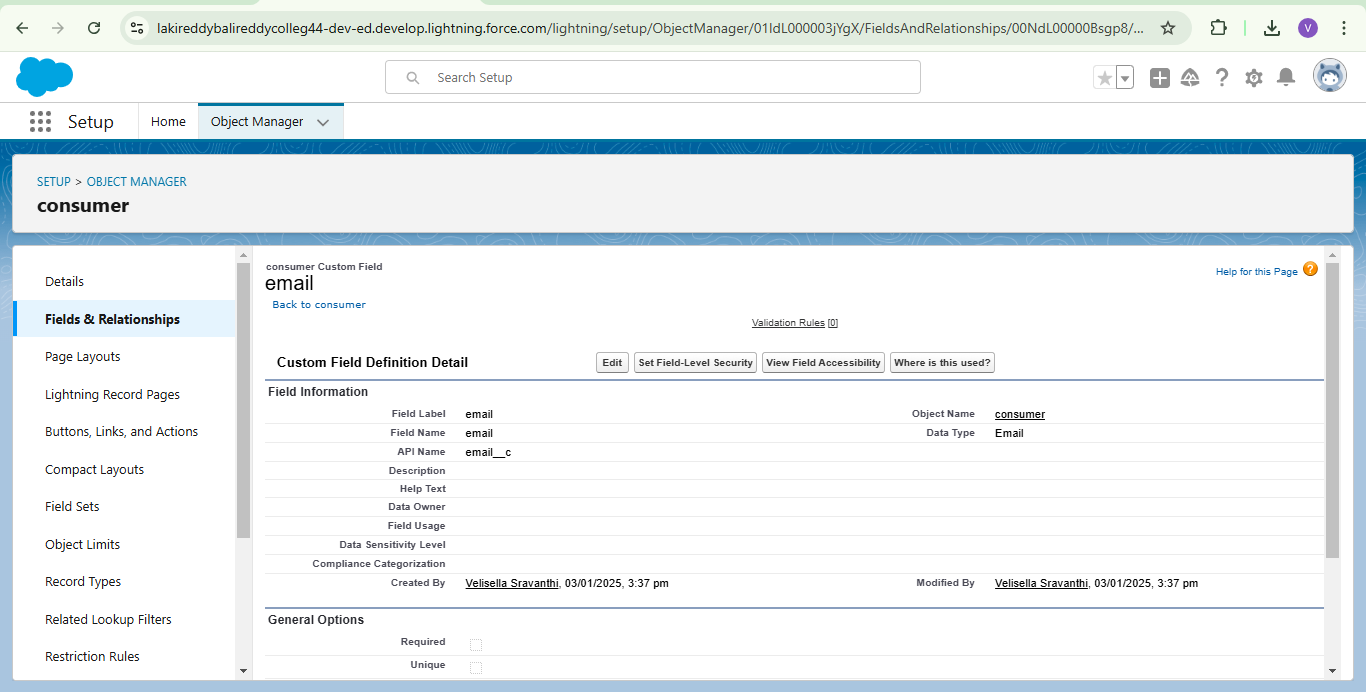 lakireddybalireddycolleg44-dev-ed.develop.lightning.force.com/lightning/setup/ObjectManager/01IdL000003jYgX/FieldsAndRelationships/00NdL00000Bsgp8/...
V
Search Setup
Setup Home Object Manager
SETUP > OBJECT MANAGER
consumer
Details
Fields & Relationships
Page Layouts
Lightning Record Pages
Buttons, Links, and Actions
Compact Layouts
Field Sets
Object Limits
Record Types
Related Lookup Filters
Restriction Rules
consumer Custom Field
email
Back to consumer
Help for this Page ?
Validation Rules [0]
Custom Field Definition Detail Edit Set Field-Level Security View Field Accessibility Where is this used?
Field Information
Field Label email Object Name consumer
Field Name email Data Type Email
API Name email__c
Description
Help Text
Data Owner
Field Usage
Data Sensitivity Level
Compliance Categorization
Created By Velisella Sravanthi, 03/01/2025, 3:37 pm Modified By Velisella Sravanthi, 03/01/2025, 3:37 pm
General Options
Required
Unique